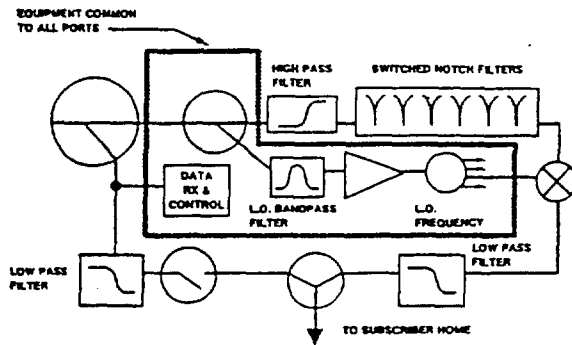 EQUIPMENT COMMON
TO ALL PORTS
HIGH PASS
FILTER
SWITCHED NOTCH FILTERS
DATA
RX &
CONTROL
L.O. BANDPASS
FILTER
L.O.
FREQUENCY
LOW PASS
FILTER
LOW PASS
FILTER
TO SUBSCRIBER HOME